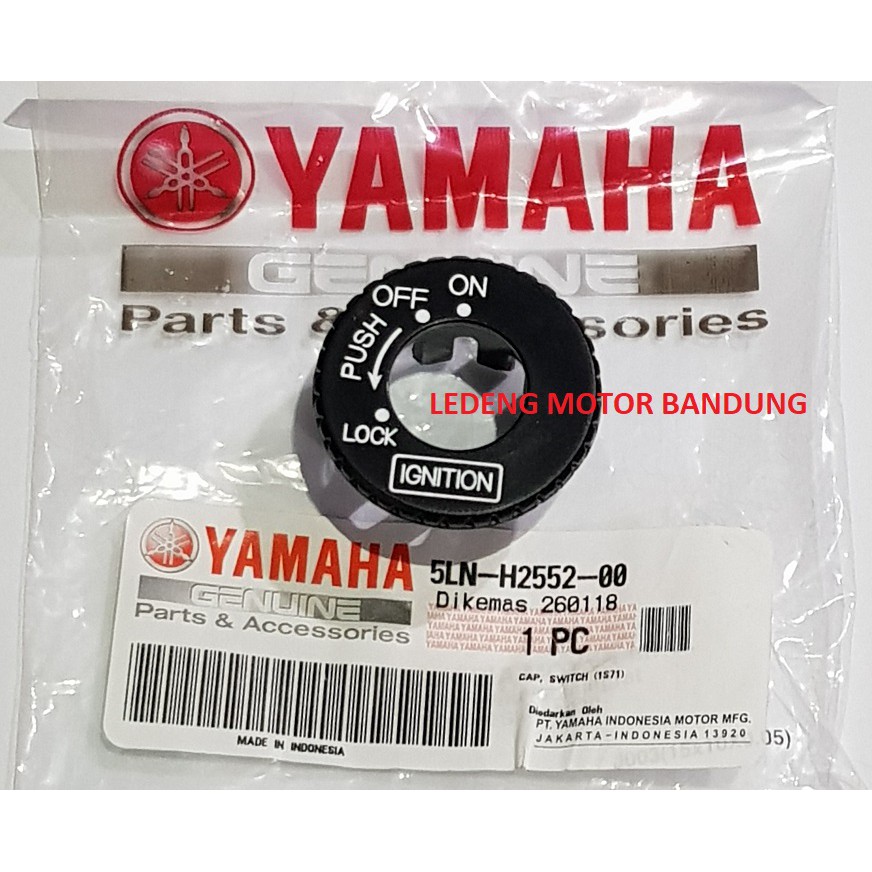 YAMAHA
GENUINE
Parts & Accessories
OFF
ON
PUSH
LOCK
IGNITION
LEDENG MOTOR BANDUNG
YAMAHA
GENUINE
Parts & Accessories
5LN-H2552-00
Dikemas 260118
1 PC
CAP, SWITCH (1S71)
MADE IN INDONESIA
Diedarkan Oleh
PT. YAMAHA INDONESIA MOTOR MFG.
JAKARTA-INDONESIA 13920